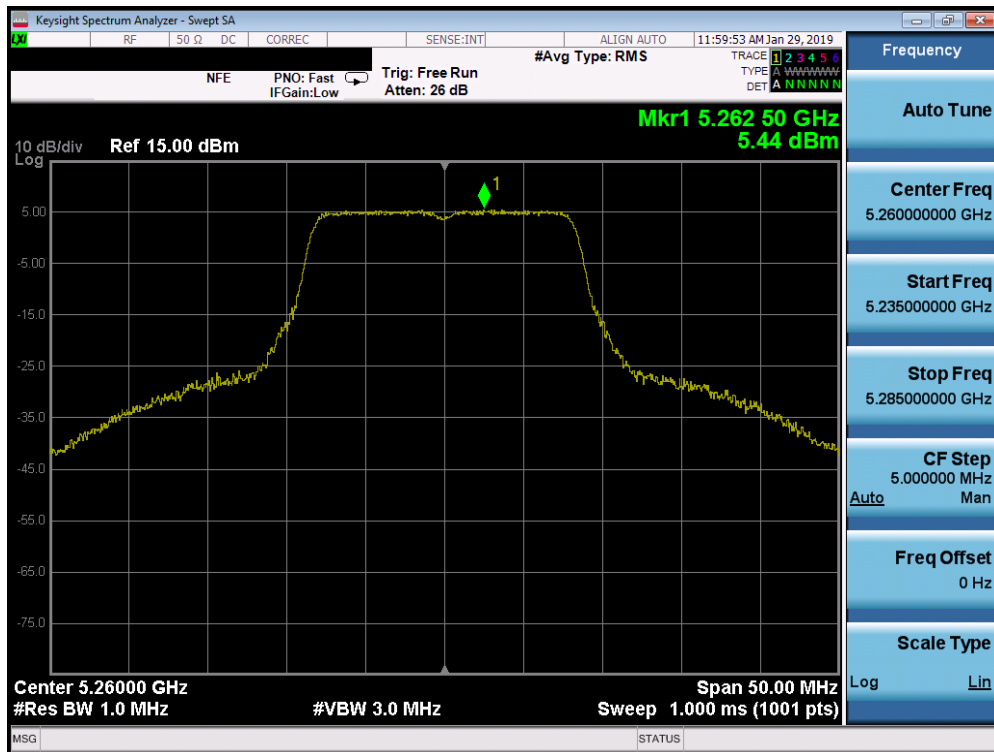 Keysight Spectrum Analyzer - Swept SA
LXI RF 50 Ω DC CORREC SENSE:INT ALIGN AUTO 11:59:53 AM Jan 29, 2019
NFE PNO: Fast IFGain:Low Trig: Free Run Atten: 26 dB #Avg Type: RMS
TRACE 1 2 3 4 5 6
TYPE A WWWWW
DET A N N N N N
Mkr1 5.262 50 GHz
5.44 dBm
10 dB/div Ref 15.00 dBm
Log
1
5.00
-5.00
-15.0
-25.0
-35.0
-45.0
-55.0
-65.0
-75.0
Center 5.26000 GHz Span 50.00 MHz
#Res BW 1.0 MHz #VBW 3.0 MHz Sweep 1.000 ms (1001 pts)
MSG STATUS
Frequency
Auto Tune
Center Freq
5.260000000 GHz
Start Freq
5.235000000 GHz
Stop Freq
5.285000000 GHz
CF Step
5.000000 MHz
Auto Man
Freq Offset
0 Hz
Scale Type
Log Lin